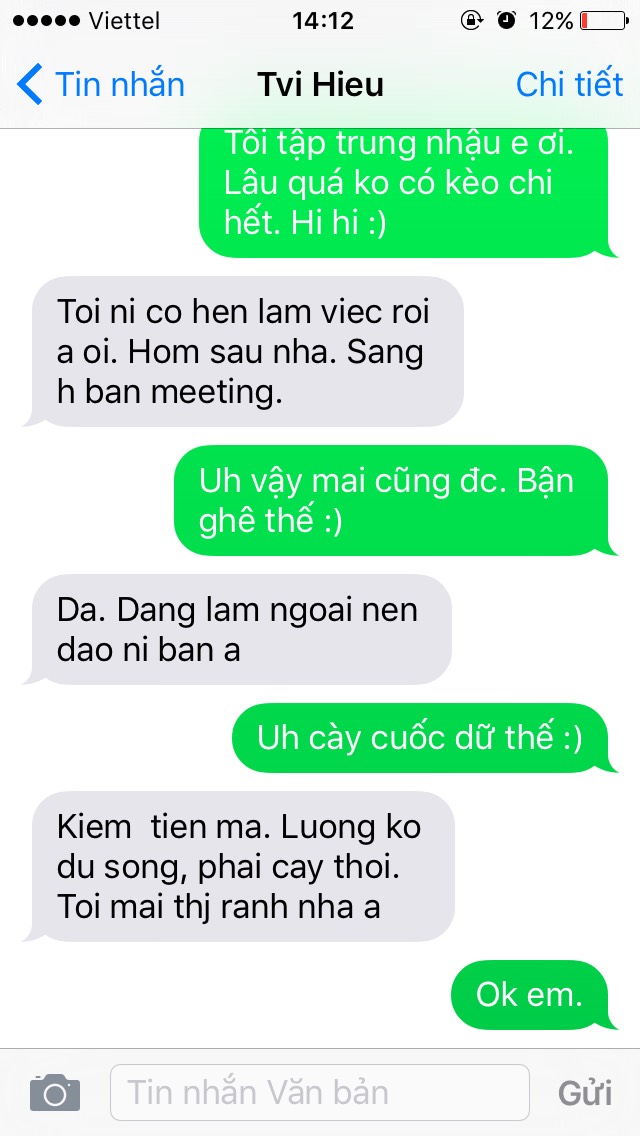 Viettel 14:12 12%
Tin nhắn Tvi Hieu Chi tiết
Tối tập trung nhậu e ơi.
Lâu quá ko có kèo chi
hết. Hi hi :)
Toi ni co hen lam viec roi
a oi. Hom sau nha. Sang
h ban meeting.
Uh vậy mai cũng đc. Bận
ghê thế :)
Da. Dang lam ngoai nen
dao ni ban a
Uh cày cuốc dữ thế :)
Kiem  tien ma. Luong ko
du song, phai cay thoi.
Toi mai thj ranh nha a
Ok em.
Tin nhắn Văn bản Gửi